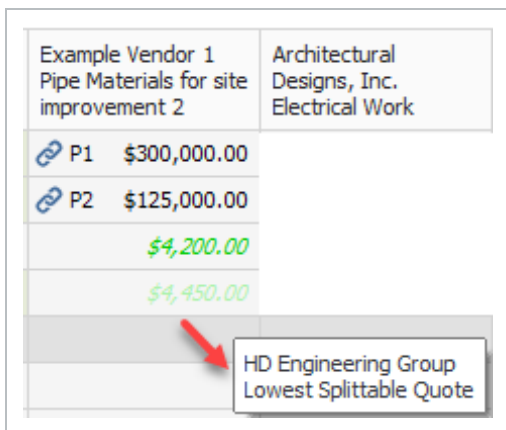 Example Vendor 1
Pipe Materials for site
improvement 2
Architectural
Designs, Inc.
Electrical Work
P1 $300,000.00
P2 $125,000.00
$4,200.00
$4,450.00
HD Engineering Group
Lowest Splittable Quote